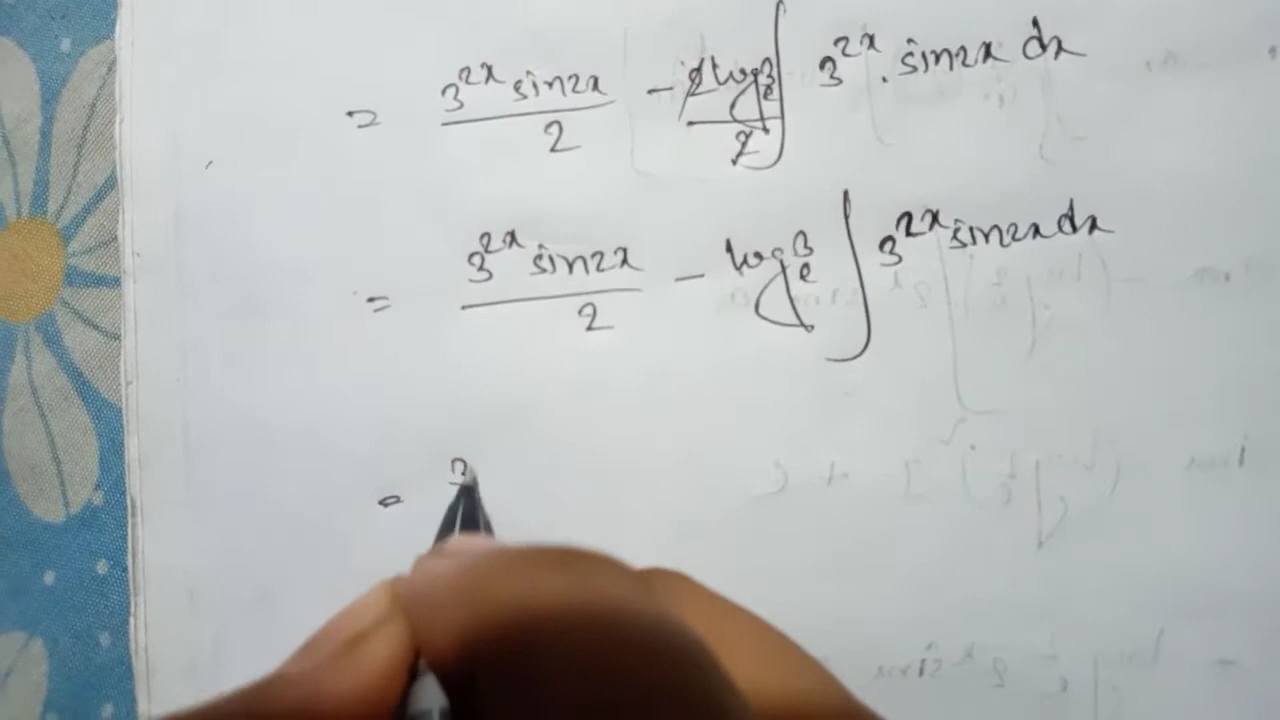 = 3^{2x} sin2x / 2 - 2 log_e 3 / 2 ∫ 3^{2x} . sin2x dx
= 3^{2x} sin2x / 2 - log_e 3 ∫ 3^{2x} sin2x dx
= 3